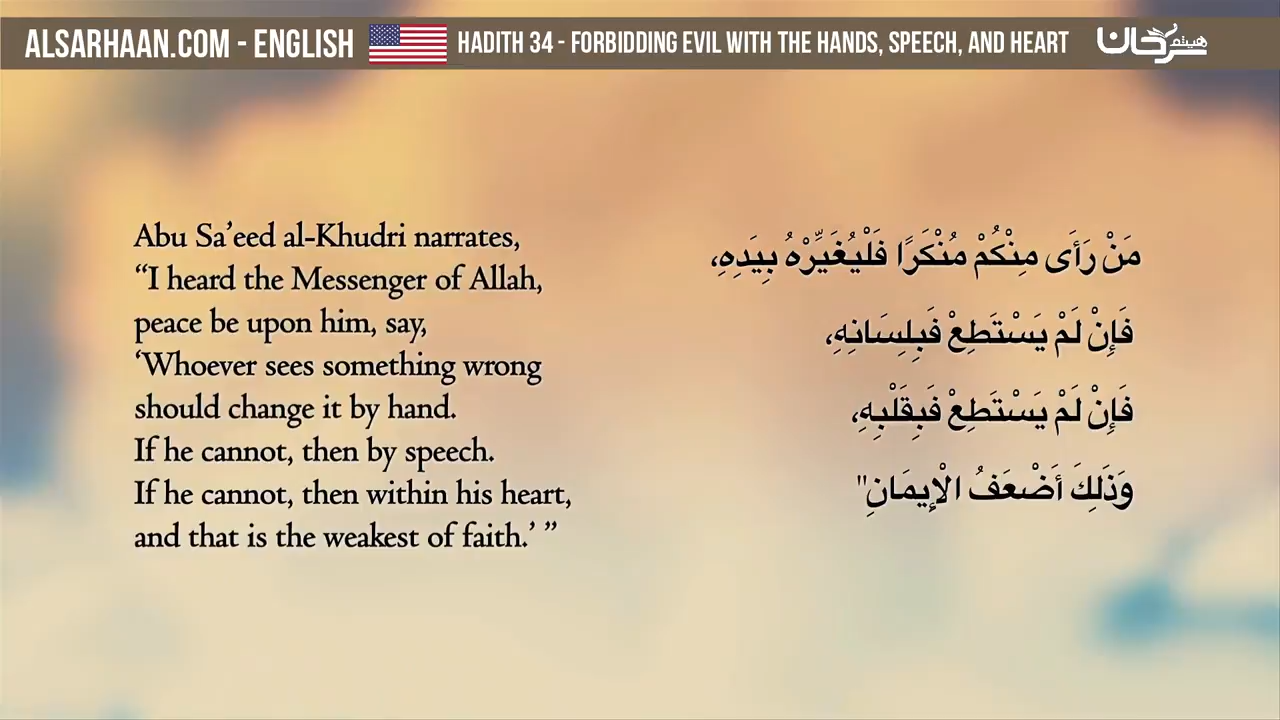 ALSARHAAN.COM - ENGLISH HADITH 34 - FORBIDDING EVIL WITH THE HANDS, SPEECH, AND HEART هيثم سرحان
Abu Sa’eed al-Khudri narrates,
“I heard the Messenger of Allah,
peace be upon him, say,
‘Whoever sees something wrong
should change it by hand.
If he cannot, then by speech.
If he cannot, then within his heart,
and that is the weakest of faith.’ ”
مَنْ رَأَى مِنْكُمْ مُنْكَرًا فَلْيُغَيِّرْهُ بِيَدِهِ،
فَإِنْ لَمْ يَسْتَطِعْ فَبِلِسَانِهِ،
فَإِنْ لَمْ يَسْتَطِعْ فَبِقَلْبِهِ،
وَذَلِكَ أَضْعَفُ الْإِيمَانِ"